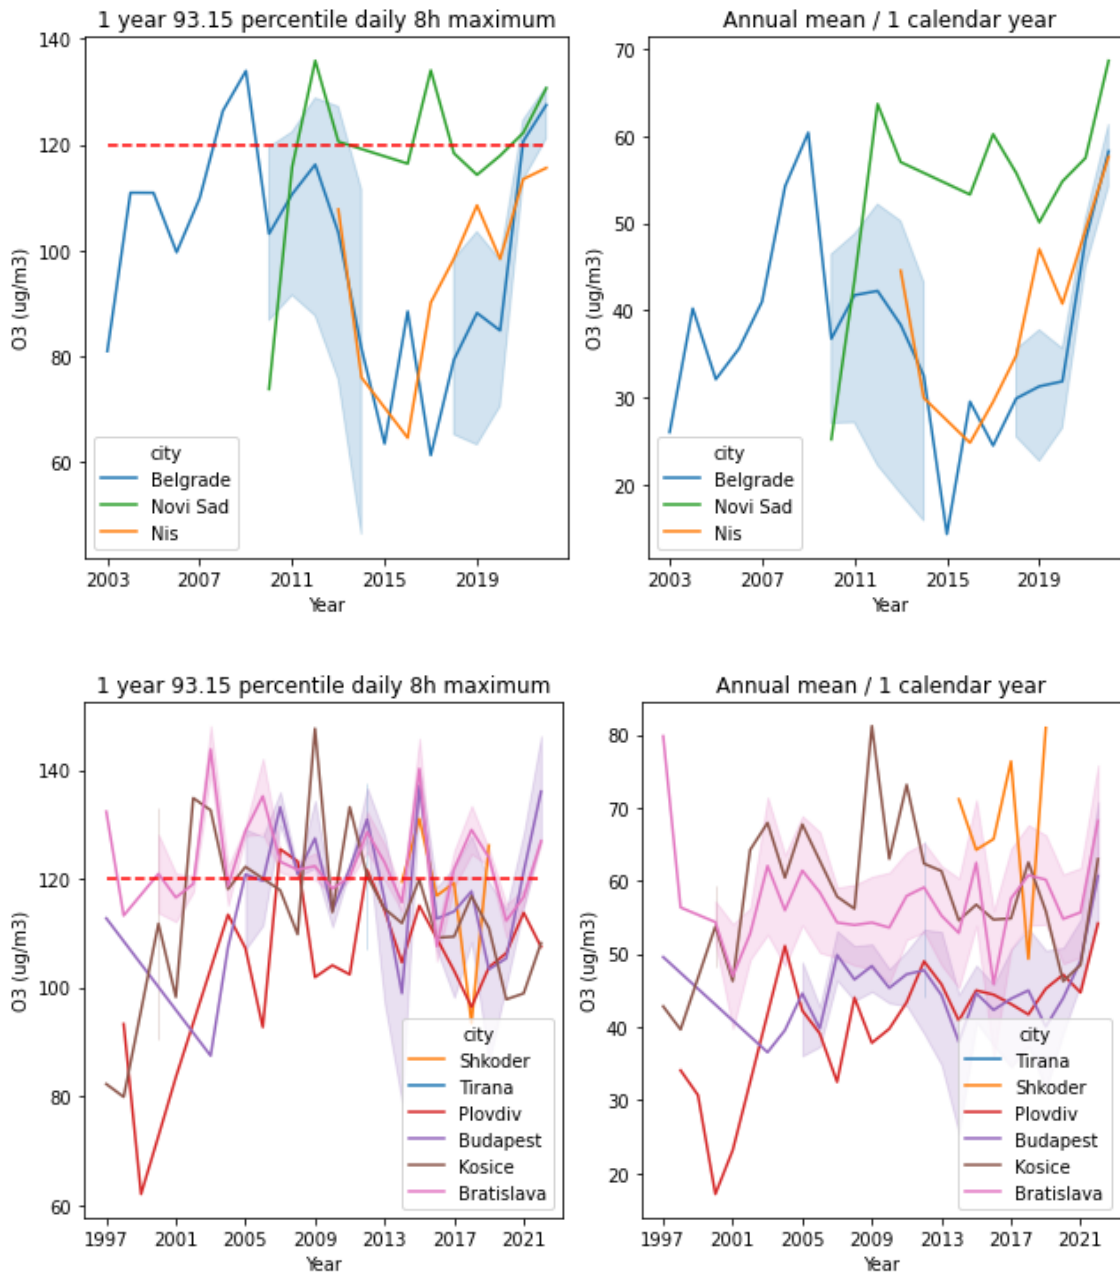 1 year 93.15 percentile daily 8h maximum
140
120
100
80
60
O3 (ug/m3)
2003 2007 2011 2015 2019
Year
city
Belgrade
Novi Sad
Nis
Annual mean / 1 calendar year
70
60
50
40
30
20
O3 (ug/m3)
2003 2007 2011 2015 2019
Year
city
Belgrade
Novi Sad
Nis
1 year 93.15 percentile daily 8h maximum
140
120
100
80
60
O3 (ug/m3)
1997 2001 2005 2009 2013 2017 2021
Year
city
Shkoder
Tirana
Plovdiv
Budapest
Kosice
Bratislava
Annual mean / 1 calendar year
80
70
60
50
40
30
20
O3 (ug/m3)
1997 2001 2005 2009 2013 2017 2021
Year
city
Tirana
Shkoder
Plovdiv
Budapest
Kosice
Bratislava